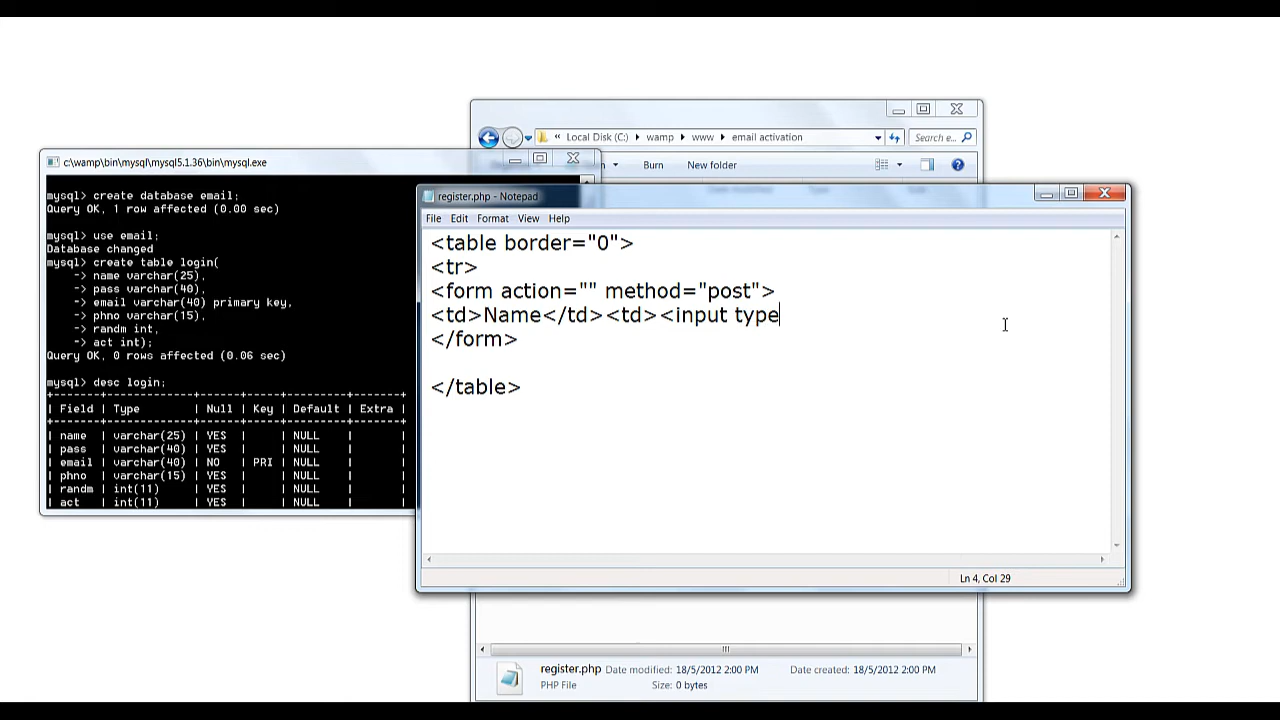 « Local Disk (C:) ▸ wamp ▸ www ▸ email activation
Search e...
Burn New folder
c:\wamp\bin\mysql\mysql5.1.36\bin\mysql.exe
mysql> create database email;
Query OK, 1 row affected (0.00 sec)
mysql> use email;
Database changed
mysql> create table login(
-> name varchar(25),
-> pass varchar(40),
-> email varchar(40) primary key,
-> phno varchar(15),
-> randm int,
-> act int);
Query OK, 0 rows affected (0.06 sec)
mysql> desc login;
| Field | Type | Null | Key | Default | Extra |
| name | varchar(25) | YES | | NULL | |
| pass | varchar(40) | YES | | NULL | |
| email | varchar(40) | NO | PRI | NULL | |
| phno | varchar(15) | YES | | NULL | |
| randm | int(11) | YES | | NULL | |
| act | int(11) | YES | | NULL | |
register.php - Notepad
File Edit Format View Help
<table border="0">
<tr>
<form action="" method="post">
<td>Name</td><td><input type
</form>
</table>
Ln 4, Col 29
register.php Date modified: 18/5/2012 2:00 PM Date created: 18/5/2012 2:00 PM
PHP File Size: 0 bytes